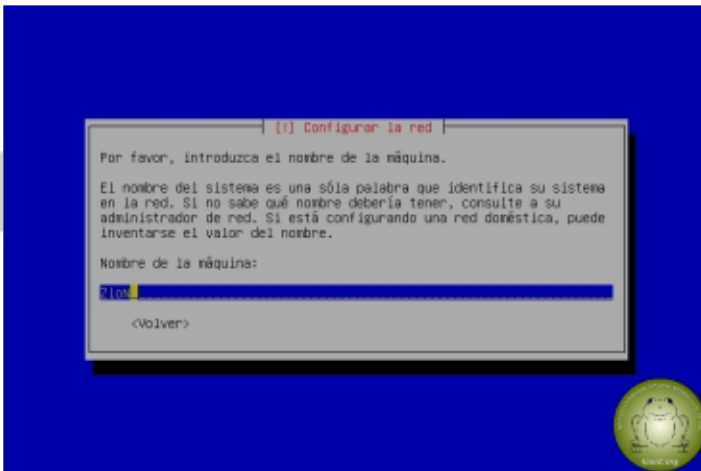 [!] Configurar la red
Por favor, introduzca el nombre de la máquina.
El nombre del sistema es una sóla palabra que identifica su sistema
en la red. Si no sabe qué nombre debería tener, consulte a su
administrador de red. Si está configurando una red doméstica, puede
inventarse el valor del nombre.
Nombre de la máquina:
ZioN
<Volver>